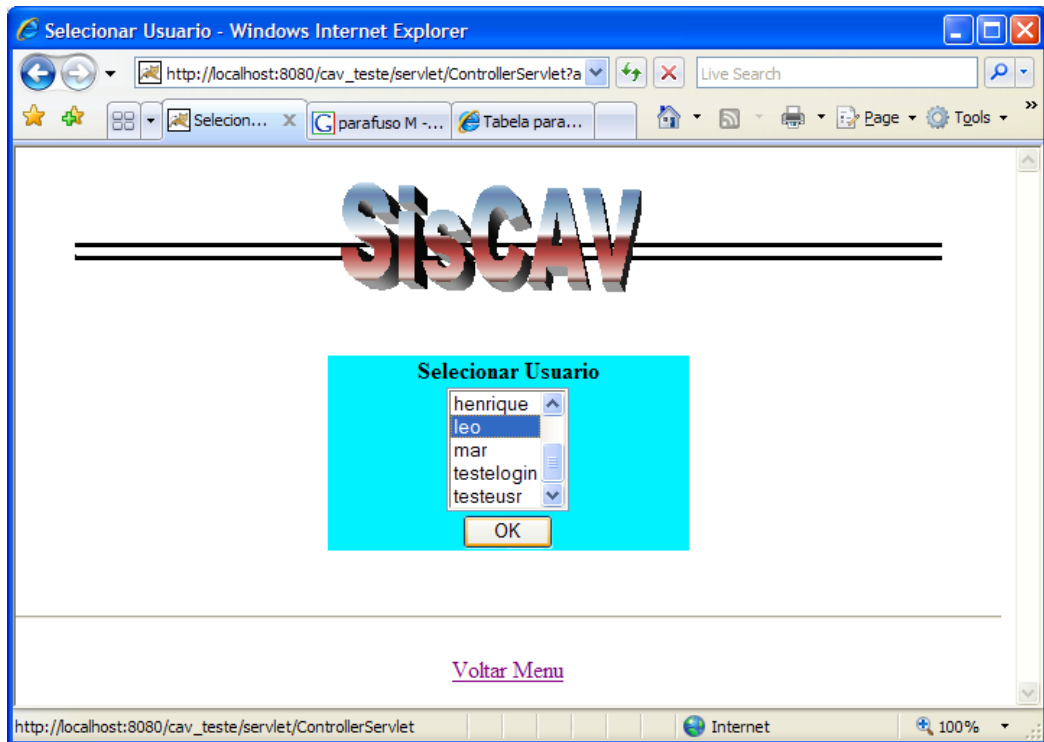 Selecionar Usuario - Windows Internet Explorer
http://localhost:8080/cav_teste/servlet/ControllerServlet?a
Live Search
Selecion...
parafuso M -...
Tabela para...
Page
Tools
SisCAV
Selecionar Usuario
henrique
leo
mar
testelogin
testeusr
OK
Voltar Menu
http://localhost:8080/cav_teste/servlet/ControllerServlet
Internet
100%